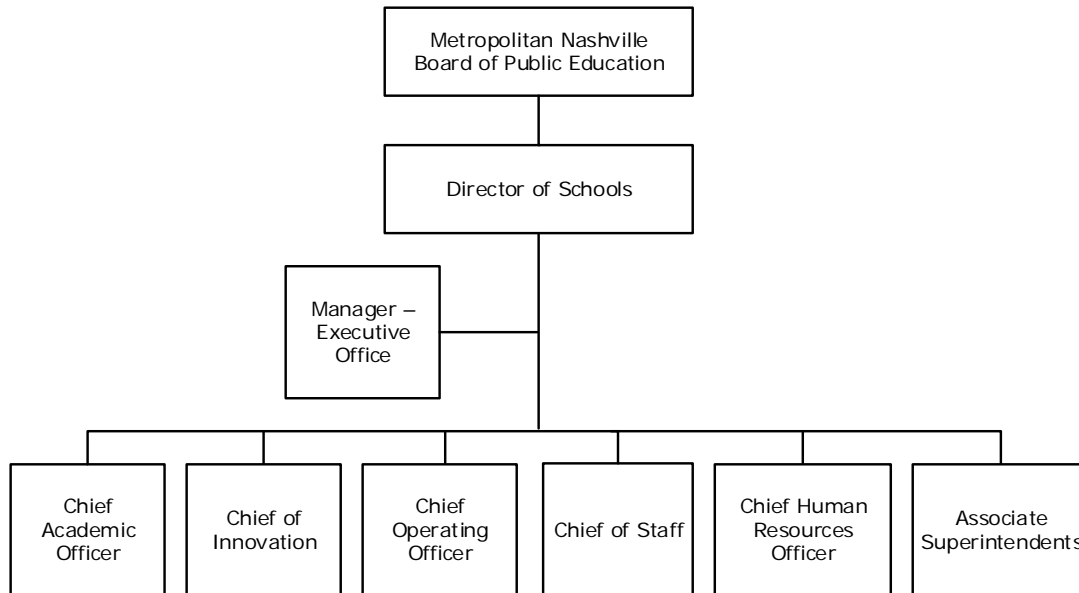 Metropolitan Nashville
Board of Public Education
Director of Schools
Manager –
Executive
Office
Chief
Academic
Officer
Chief of
Innovation
Chief
Operating
Officer
Chief of Staff
Chief Human
Resources
Officer
Associate
Superintendents